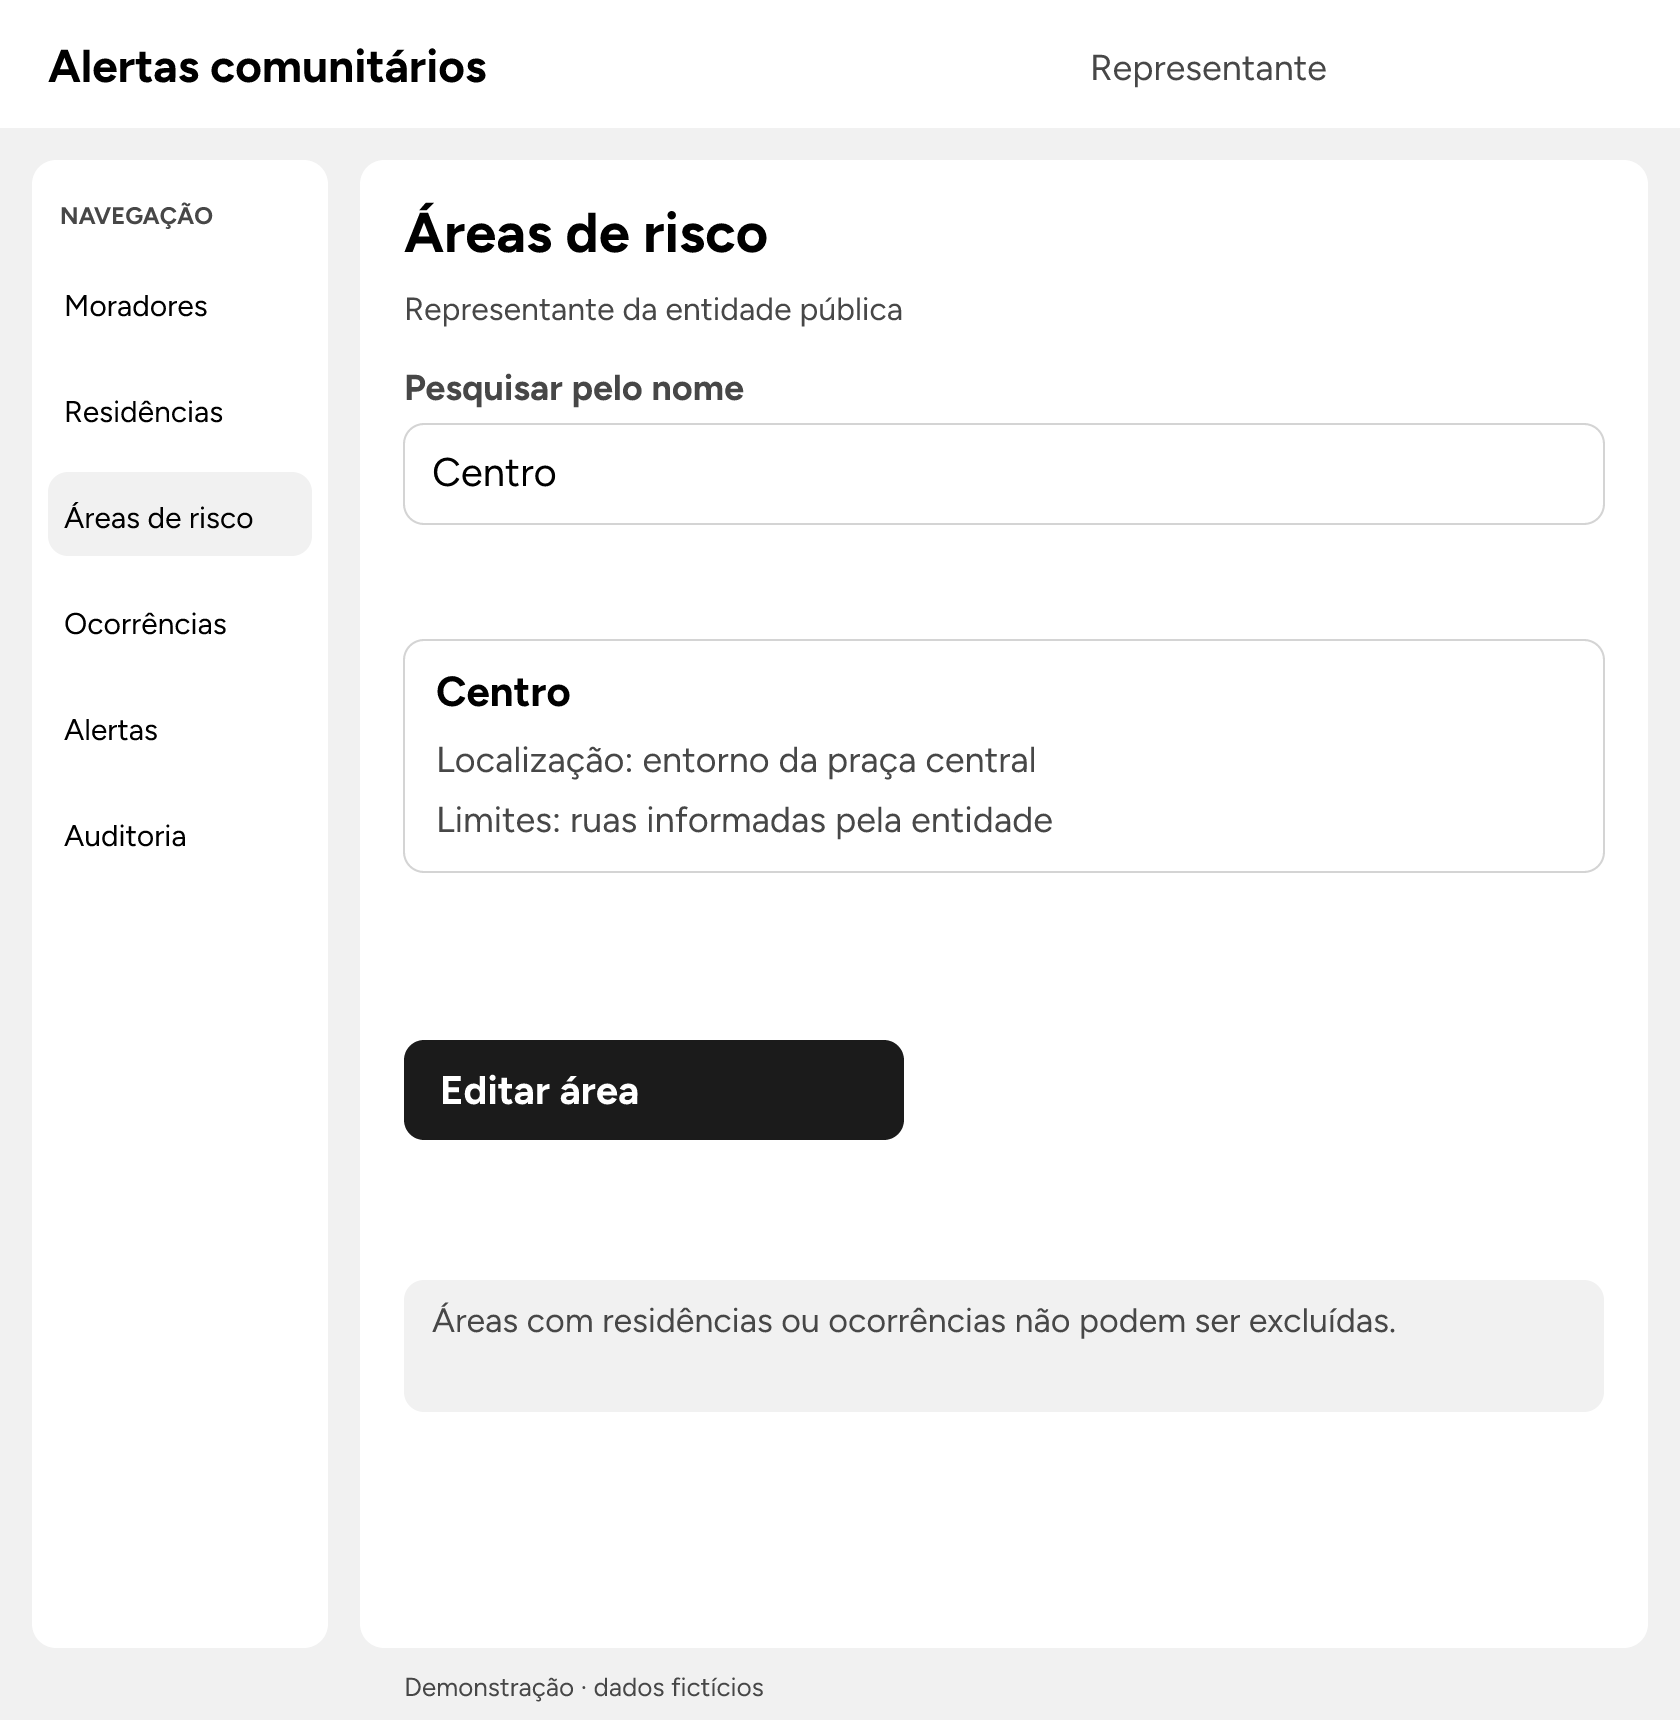 Alertas comunitários
Representante
NAVEGAÇÃO
Moradores
Residências
Áreas de risco
Ocorrências
Alertas
Auditoria
Áreas de risco
Representante da entidade pública
Pesquisar pelo nome
Centro
Centro
Localização: entorno da praça central
Limites: ruas informadas pela entidade
Editar área
Áreas com residências ou ocorrências não podem ser excluídas.
Demonstração · dados fictícios